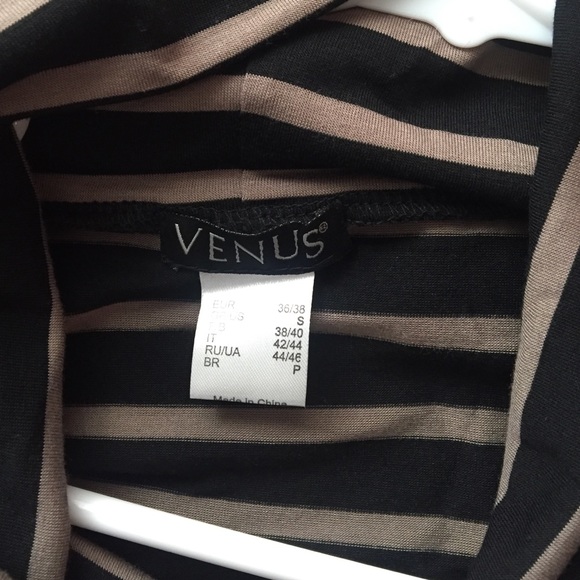 VENUS®
EUR 36/38
S
38/40
IT 42/44
RU/UA 44/46
BR P
Made in China